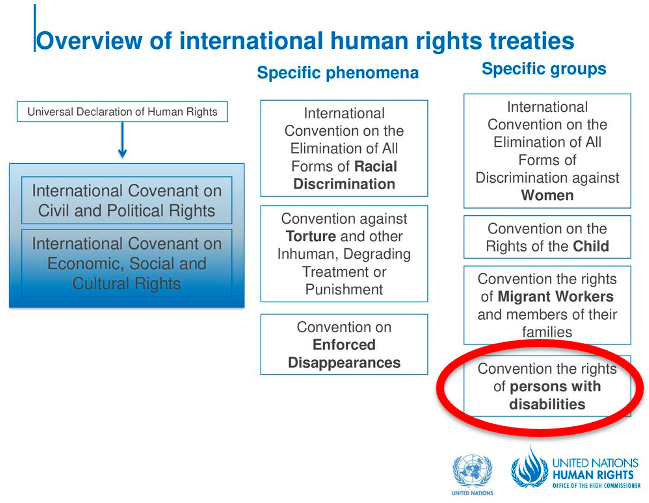 Overview of international human rights treaties
Specific phenomena
Specific groups
Universal Declaration of Human Rights
International Covenant on
Civil and Political Rights
International Covenant on
Economic, Social and
Cultural Rights
International
Convention on the
Elimination of All
Forms of Racial
Discrimination
Convention against
Torture and other
Inhuman, Degrading
Treatment or
Punishment
Convention on
Enforced
Disappearances
International
Convention on the
Elimination of All
Forms of
Discrimination against
Women
Convention on the
Rights of the Child
Convention the rights
of Migrant Workers
and members of their
families
Convention the rights
of persons with
disabilities
UNITED NATIONS
UNITED NATIONS
HUMAN RIGHTS
OFFICE OF THE HIGH COMMISSIONER